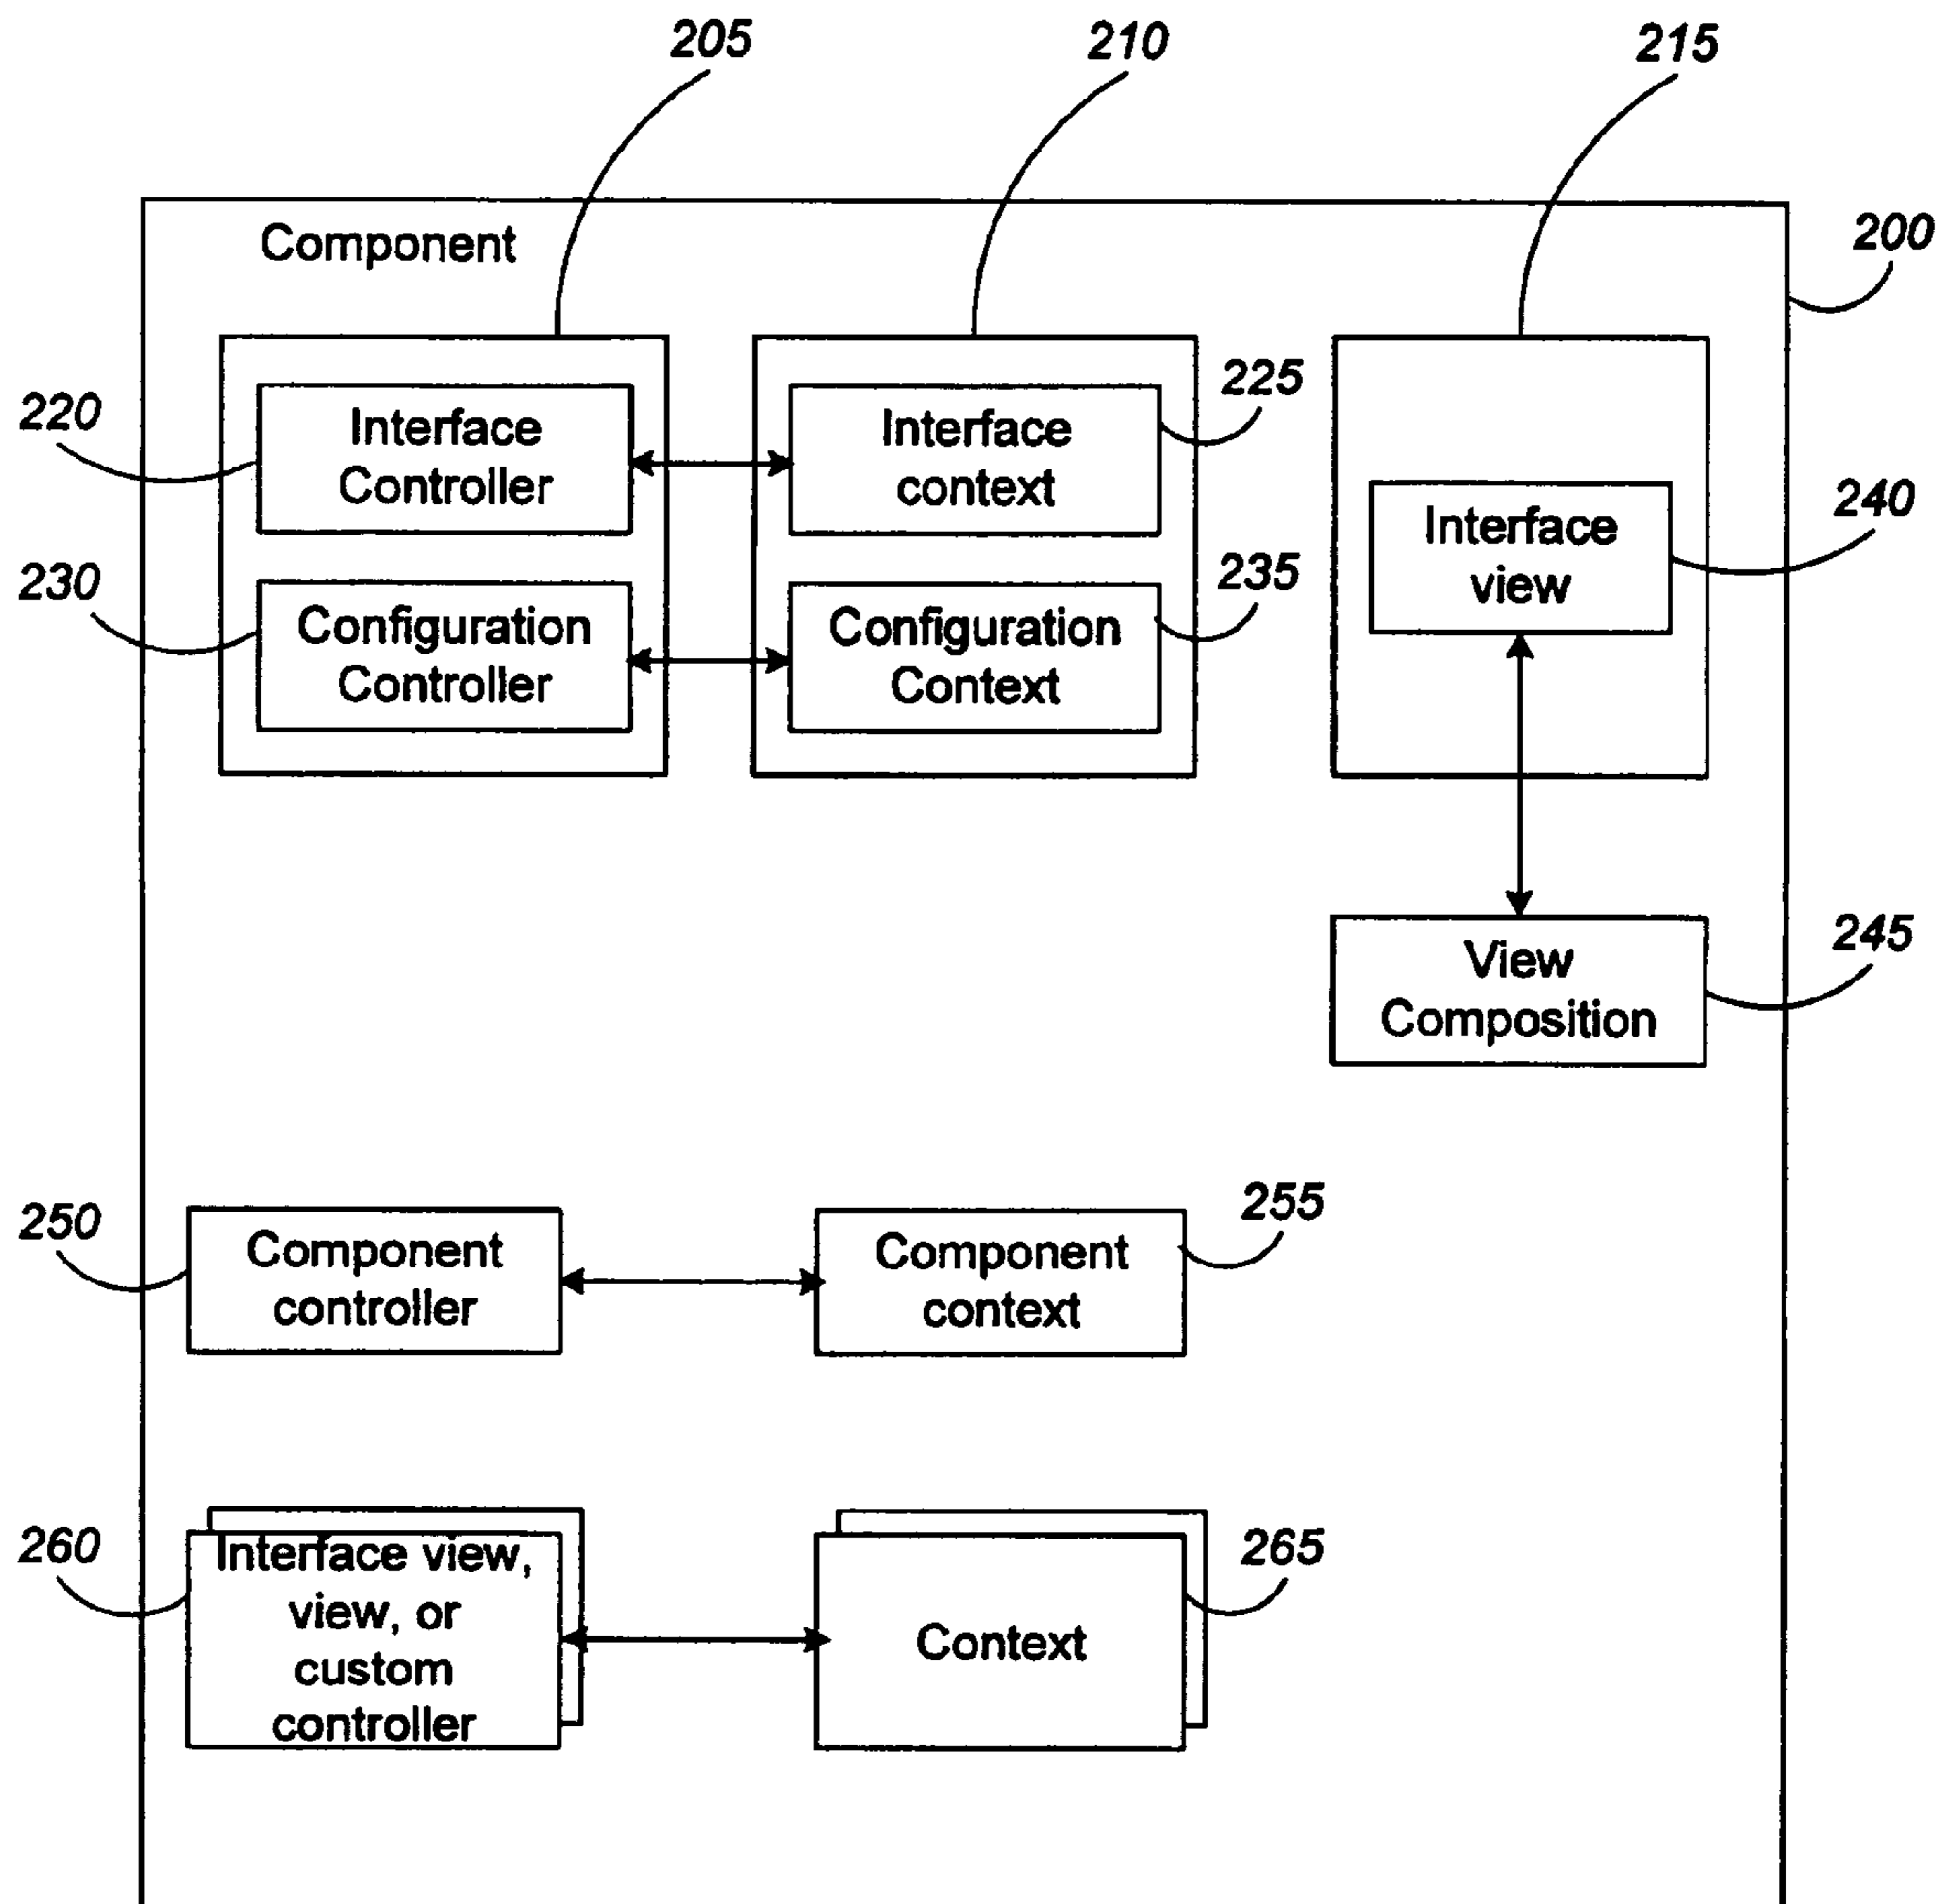 205
210
215
200
Component
220
Interface
Controller
Interface
context
225
Interface
view
240
230
Configuration
Controller
Configuration
Context
235
View
Composition
245
250
Component
controller
Component
context
255
260
Interface view,
view, or
custom
controller
Context
265